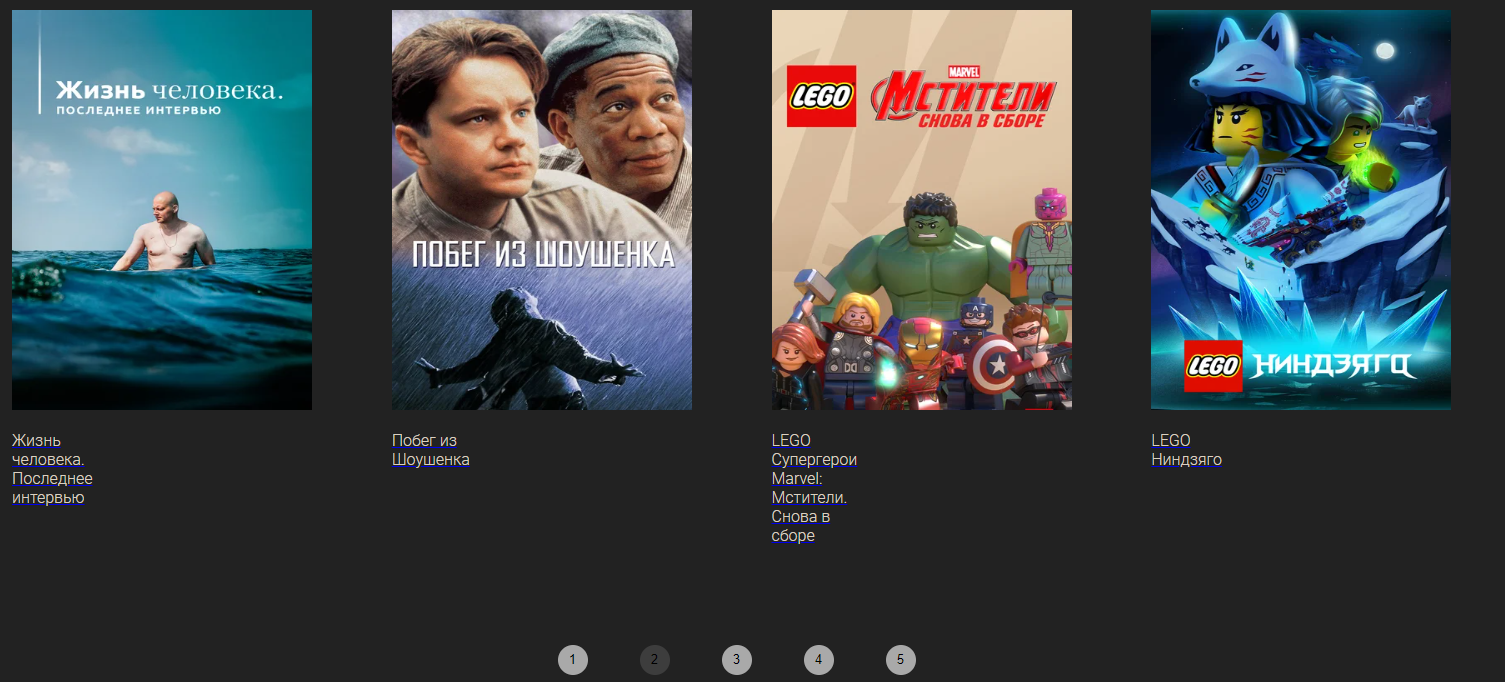 Жизнь человека.
ПОСЛЕДНЕЕ ИНТЕРВЬЮ
ПОБЕГ ИЗ ШОУШЕНКА
LEGO
MARVEL
Мстители
СНОВА В СБОРЕ
LEGO
НИНДЗЯГО
Жизнь
человека.
Последнее
интервью
Побег из
Шоушенка
LEGO
Супергерои
Marvel:
Мстители.
Снова в
сборе
LEGO
Ниндзяго
1 2 3 4 5